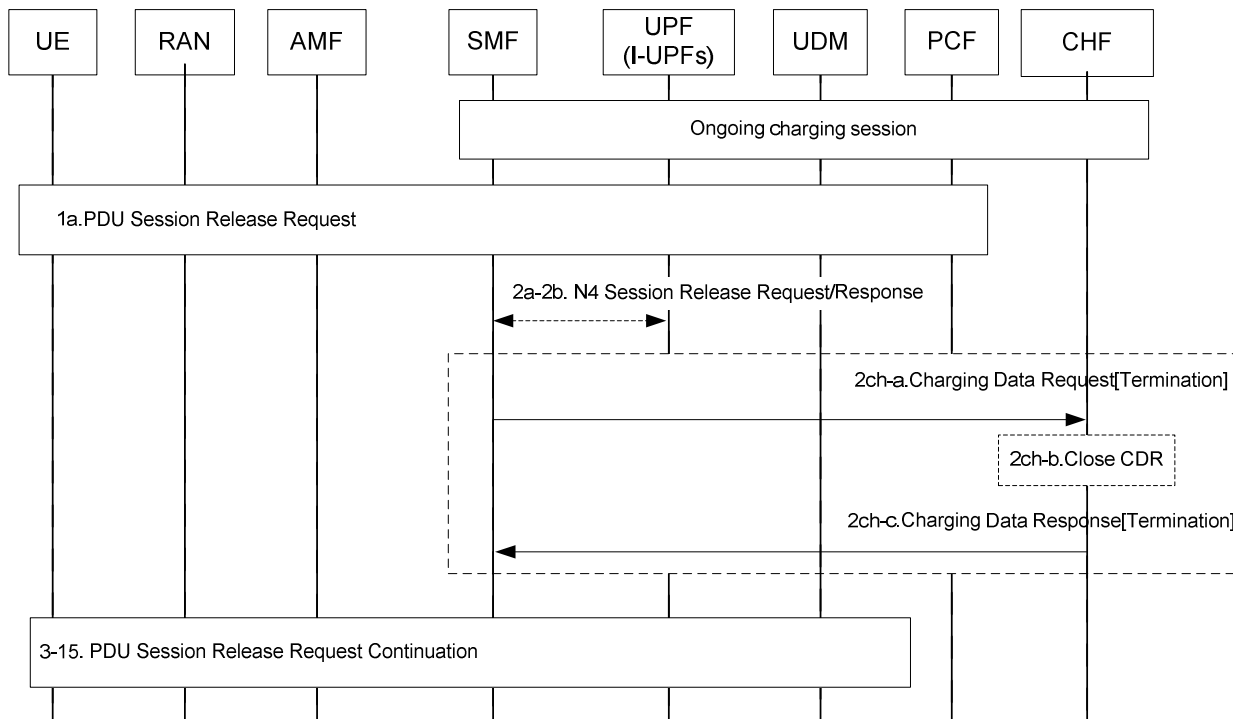 UE
RAN
AMF
SMF
UPF
(I-UPFs)
UDM
PCF
CHF
Ongoing charging session
1a.PDU Session Release Request
2a-2b. N4 Session Release Request/Response
2ch-a.Charging Data Request[Termination]
2ch-b.Close CDR
2ch-c.Charging Data Response[Termination]
3-15. PDU Session Release Request Continuation